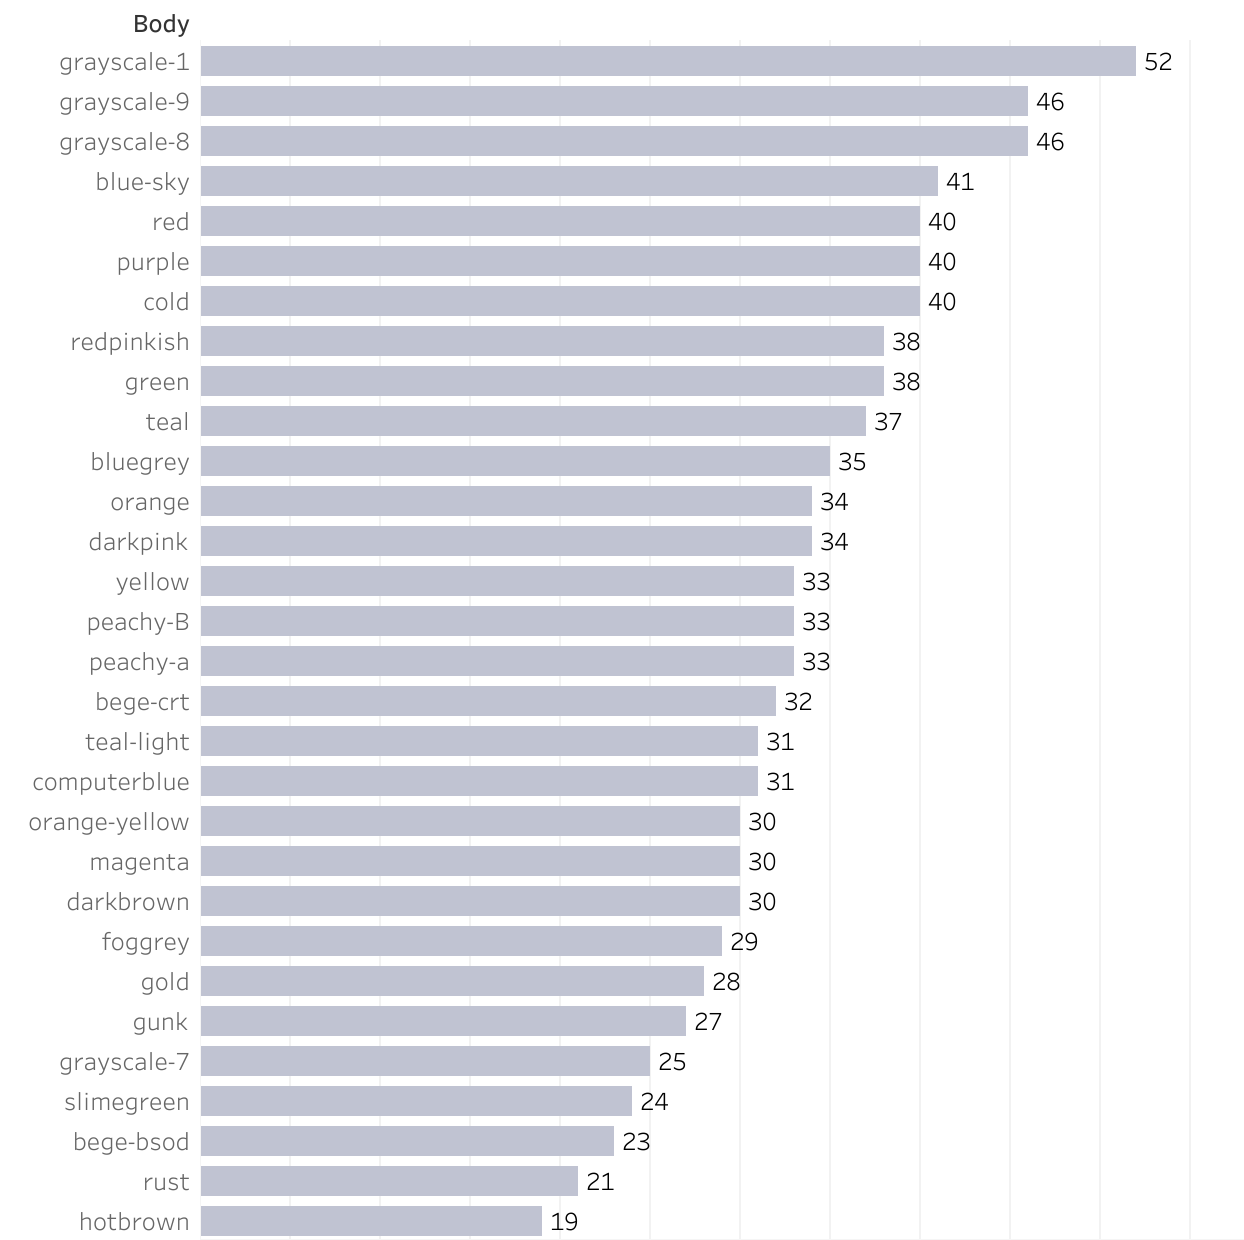 Body
grayscale-1 52
grayscale-9 46
grayscale-8 46
blue-sky 41
red 40
purple 40
cold 40
redpinkish 38
green 38
teal 37
bluegrey 35
orange 34
darkpink 34
yellow 33
peachy-B 33
peachy-a 33
bege-crt 32
teal-light 31
computerblue 31
orange-yellow 30
magenta 30
darkbrown 30
foggrey 29
gold 28
gunk 27
grayscale-7 25
slimegreen 24
bege-bsod 23
rust 21
hotbrown 19